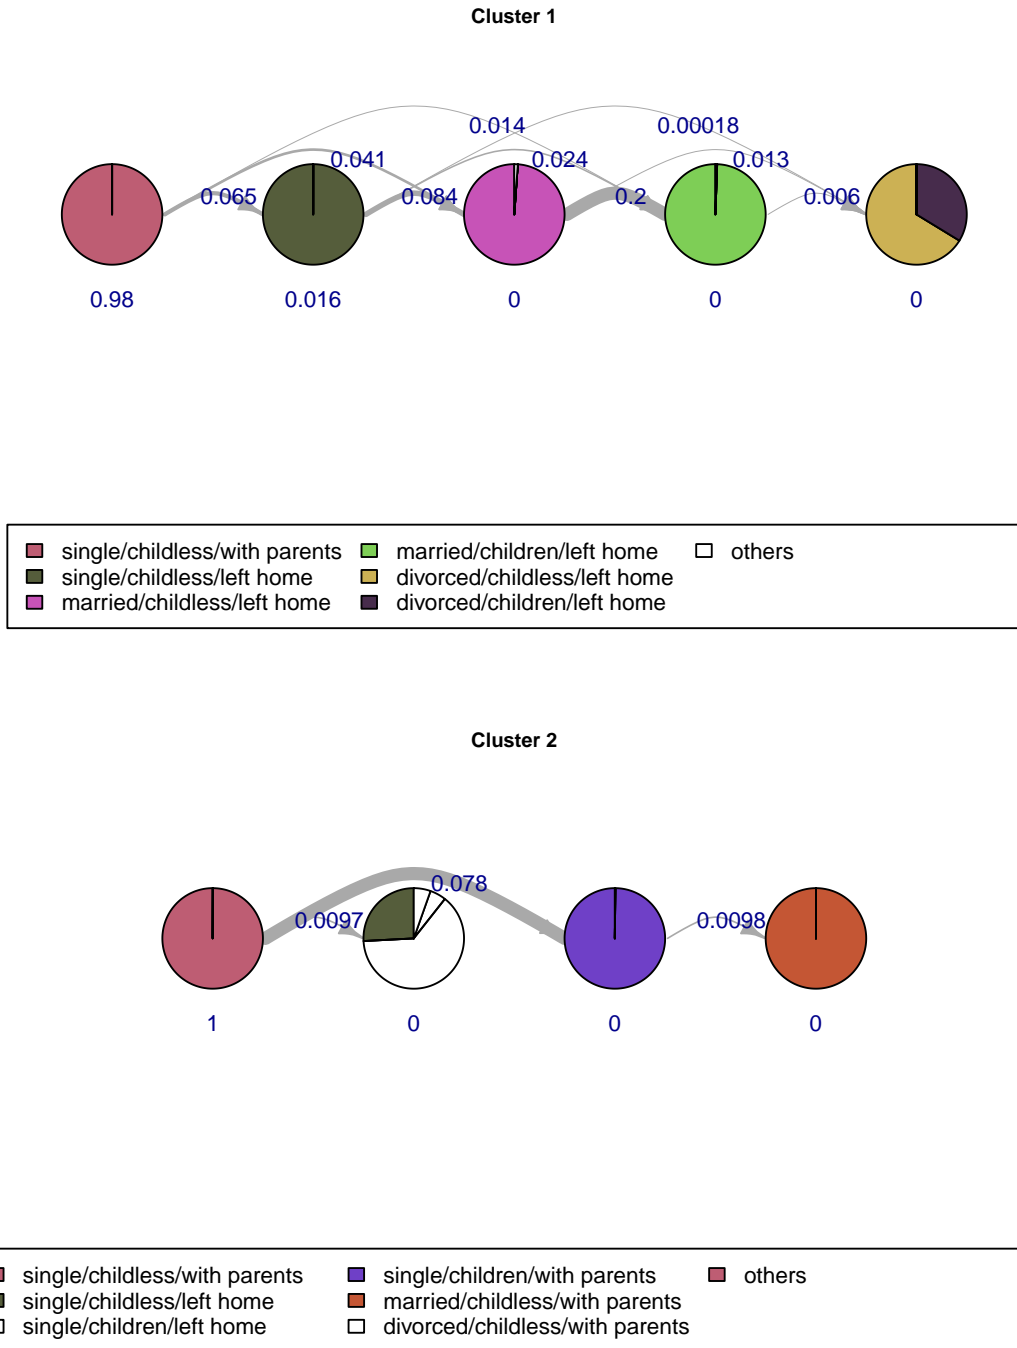 Cluster 1
0.014 0.00018
0.041 0.024 0.013
0.065 0.084 0.2 0.006
0.98 0.016 0 0 0
single/childless/with parents married/children/left home others
single/childless/left home divorced/childless/left home
married/childless/left home divorced/children/left home
Cluster 2
0.078
0.0097 0.0098
1 0 0 0
single/childless/with parents single/children/with parents others
single/childless/left home married/childless/with parents
single/children/left home divorced/childless/with parents